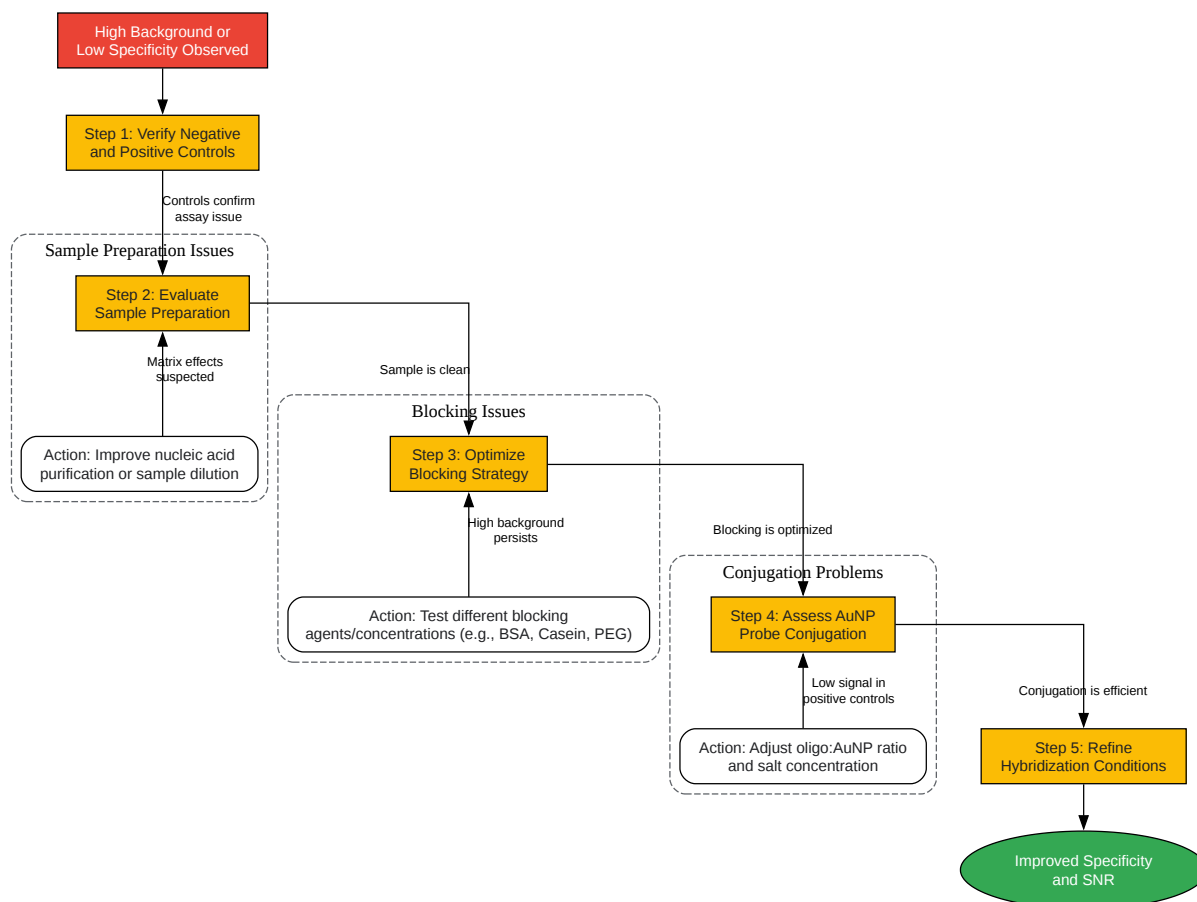 High Background or
Low Specificity Observed
Step 1: Verify Negative
and Positive Controls
Controls confirm
assay issue
Sample Preparation Issues
Step 2: Evaluate
Sample Preparation
Matrix effects
suspected
Action: Improve nucleic acid
purification or sample dilution
Sample is clean
Blocking Issues
Step 3: Optimize
Blocking Strategy
High background
persists
Action: Test different blocking
agents/concentrations (e.g., BSA, Casein, PEG)
Blocking is optimized
Conjugation Problems
Step 4: Assess AuNP
Probe Conjugation
Low signal in
positive controls
Action: Adjust oligo:AuNP ratio
and salt concentration
Conjugation is efficient
Step 5: Refine
Hybridization Conditions
Improved Specificity
and SNR